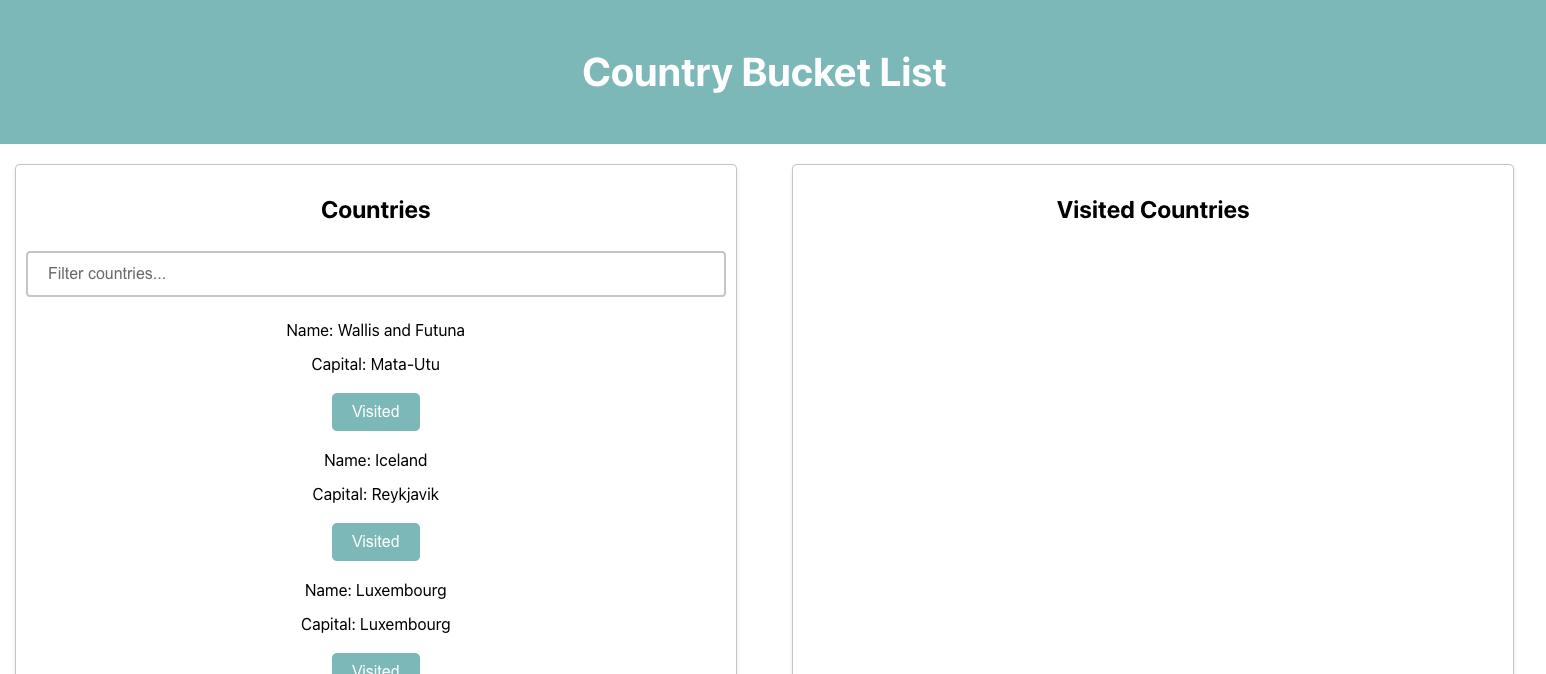 Country Bucket List
Countries
Filter countries...
Name: Wallis and Futuna
Capital: Mata-Utu
Visited
Name: Iceland
Capital: Reykjavik
Visited
Name: Luxembourg
Capital: Luxembourg
Visited
Visited Countries